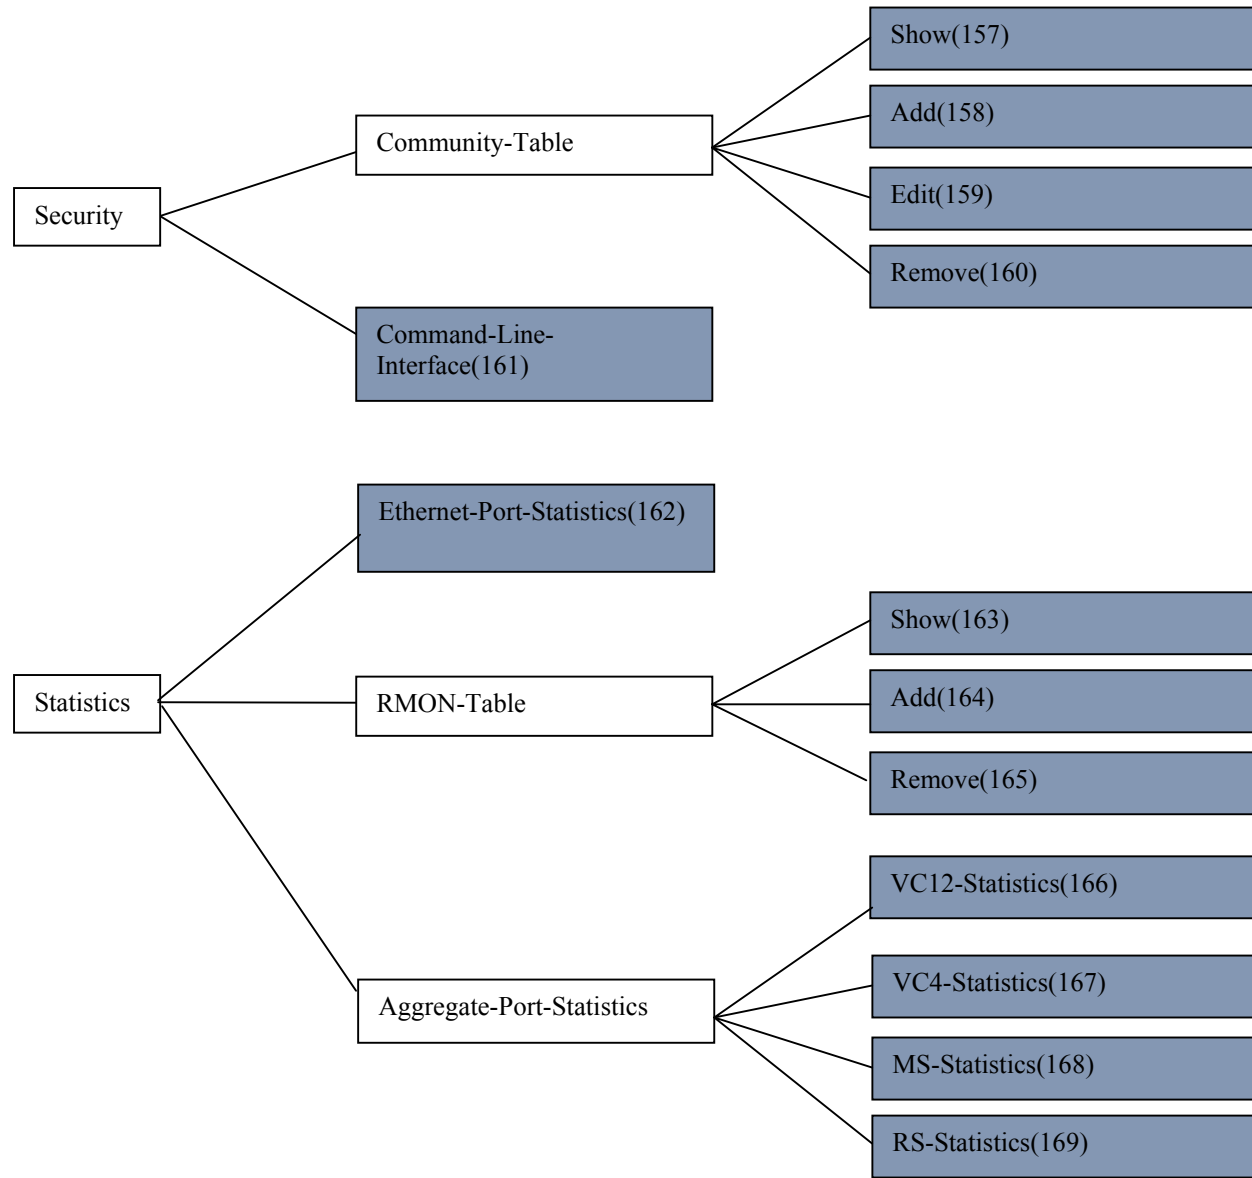 Security
Community-Table
Show(157)
Add(158)
Edit(159)
Remove(160)
Command-Line-
Interface(161)
Statistics
Ethernet-Port-Statistics(162)
RMON-Table
Show(163)
Add(164)
Remove(165)
Aggregate-Port-Statistics
VC12-Statistics(166)
VC4-Statistics(167)
MS-Statistics(168)
RS-Statistics(169)